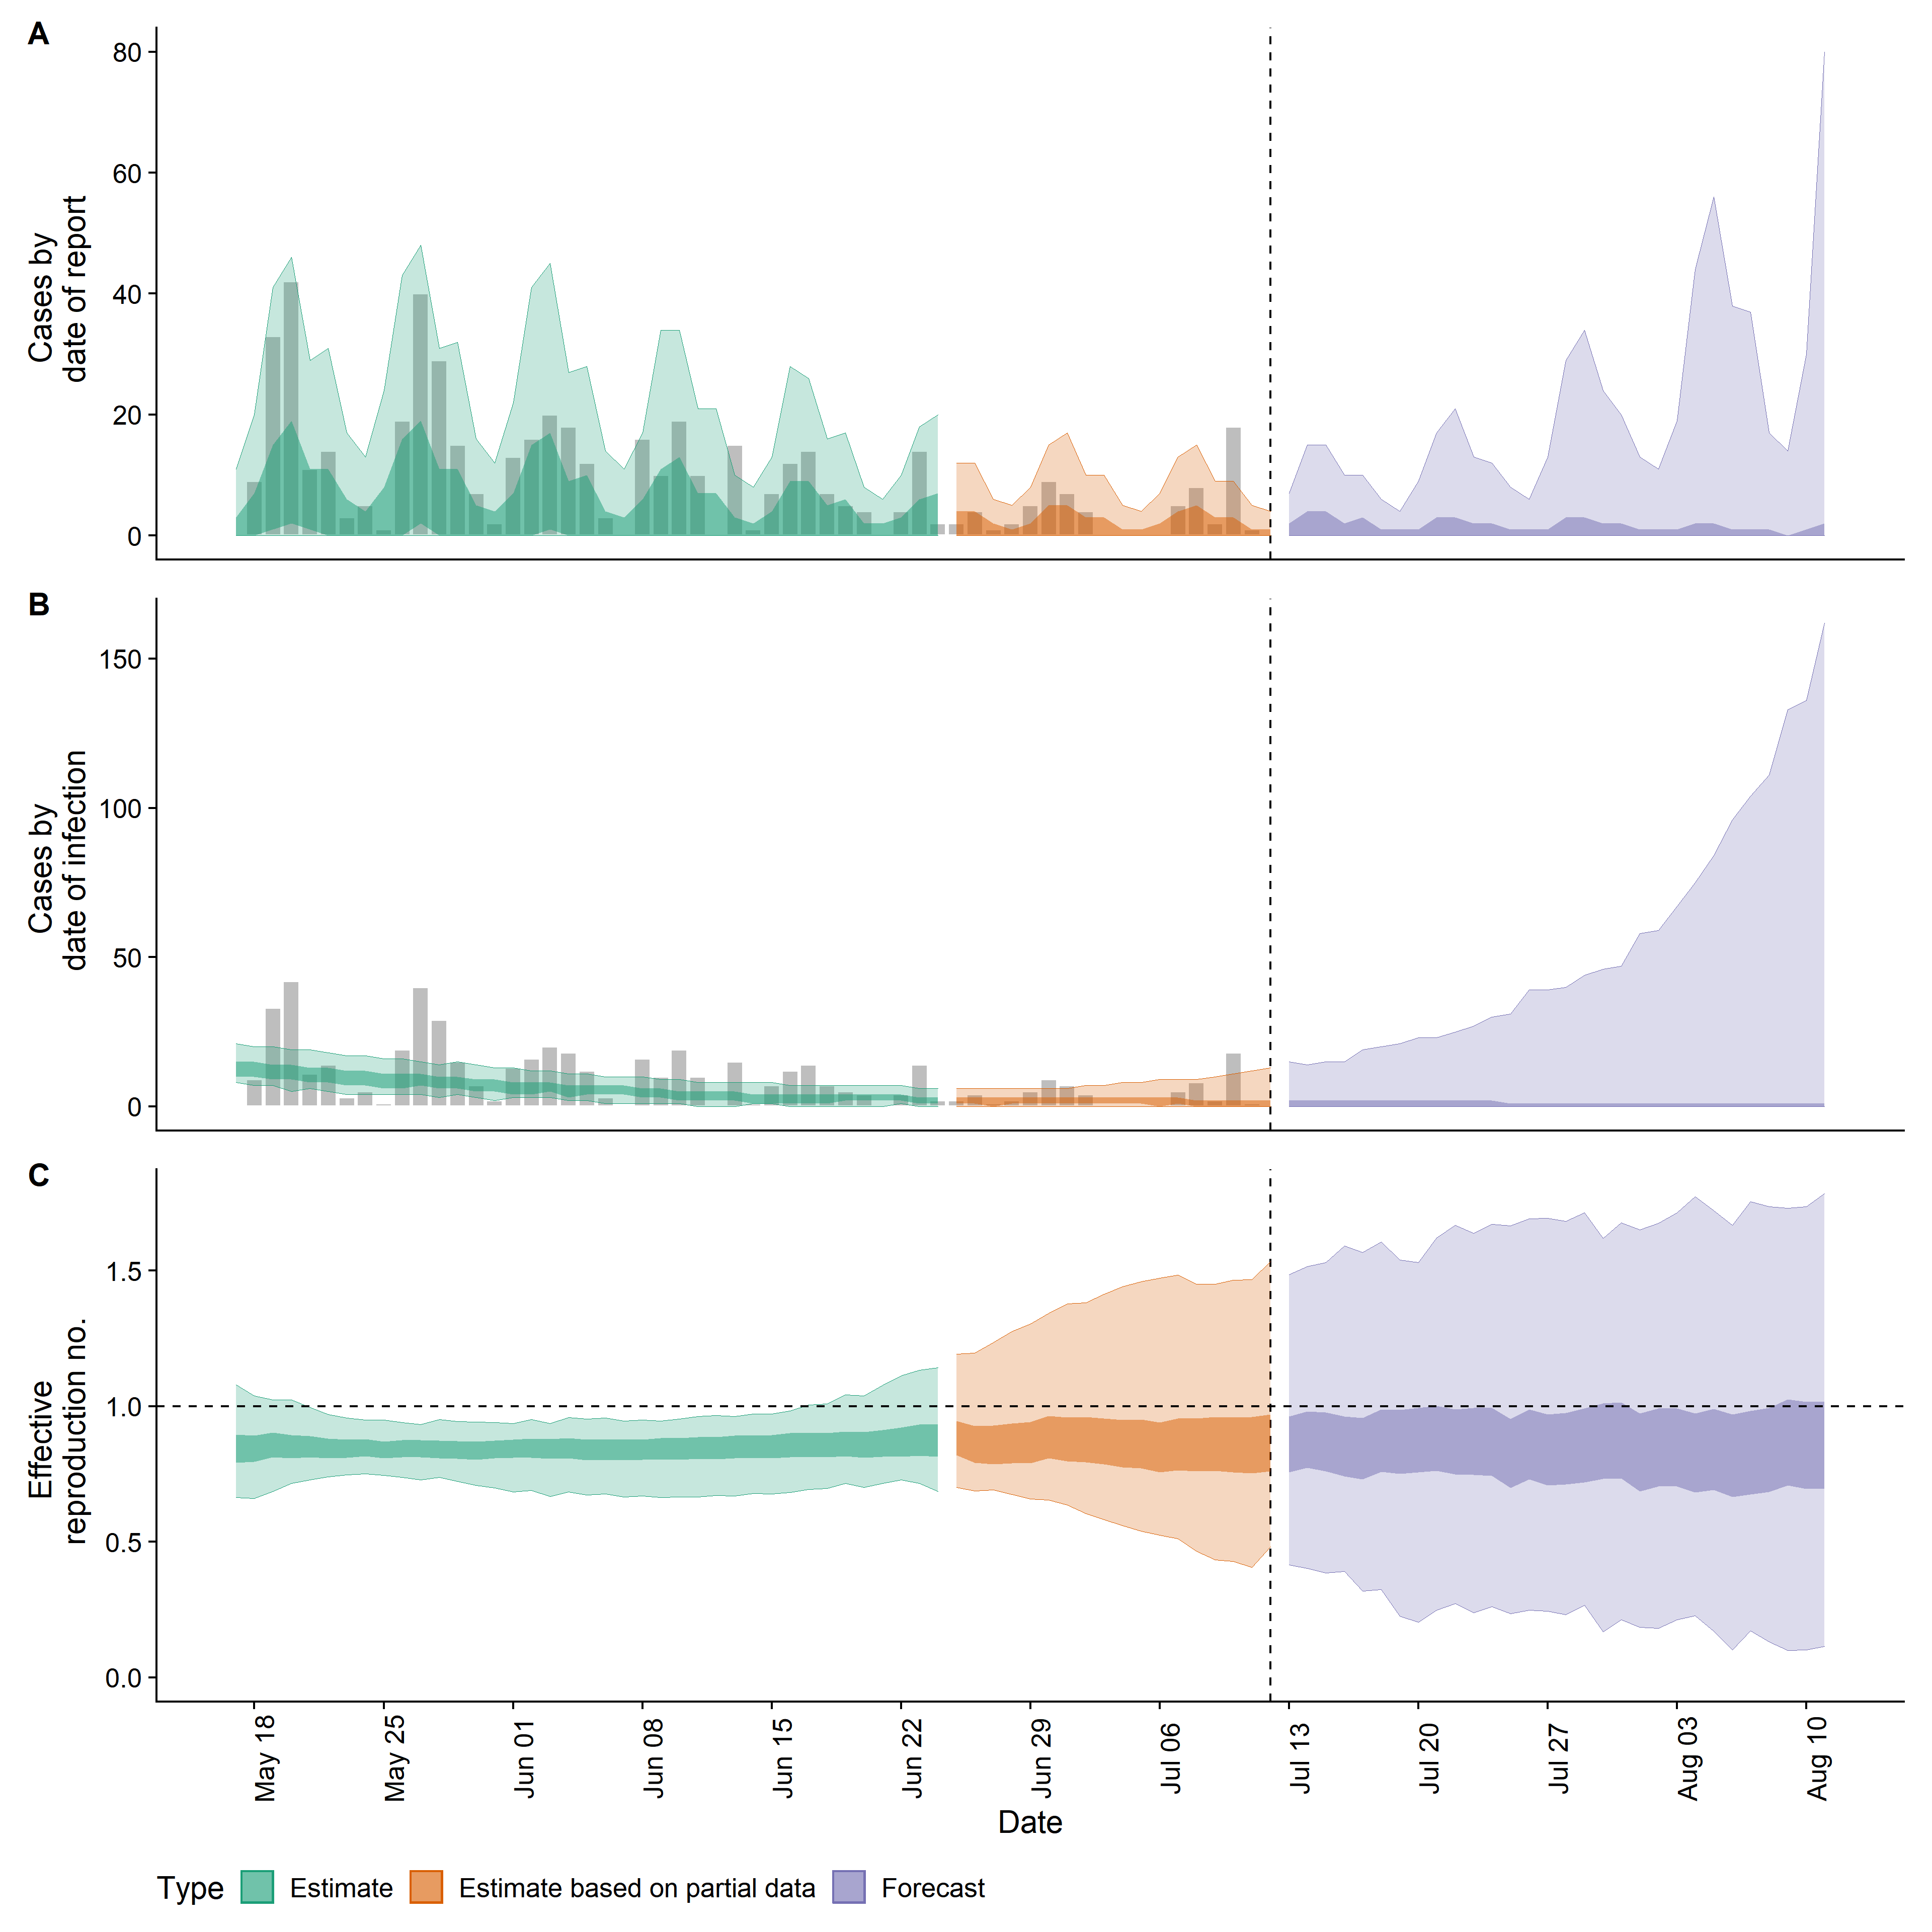 A
80
60
40
20
0
Cases by
date of report
B
150
100
50
0
Cases by
date of infection
C
1.5
1.0
0.5
0.0
Effective
reproduction no.
May 18
May 25
Jun 01
Jun 08
Jun 15
Jun 22
Jun 29
Jul 06
Jul 13
Jul 20
Jul 27
Aug 03
Aug 10
Date
Type Estimate Estimate based on partial data Forecast